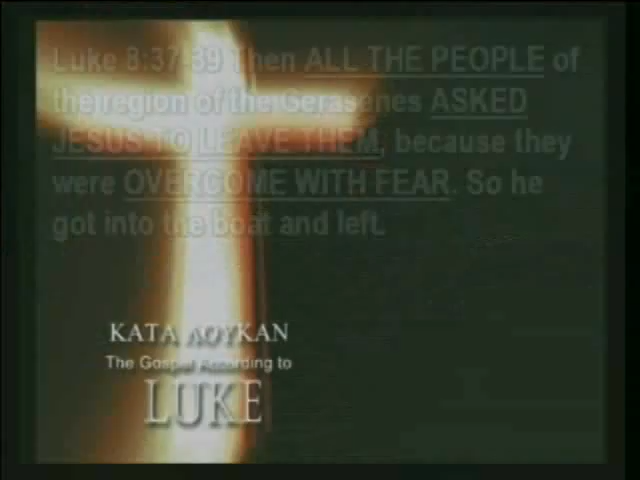 Luke 8:37-39 Then ALL THE PEOPLE of
the region of the Gerasenes ASKED
JESUS TO LEAVE THEM, because they
were OVERCOME WITH FEAR. So he
got into the boat and left.
ΚΑΤΑ ΛΟΥΚΑΝ
The Gospel According to
LUKE